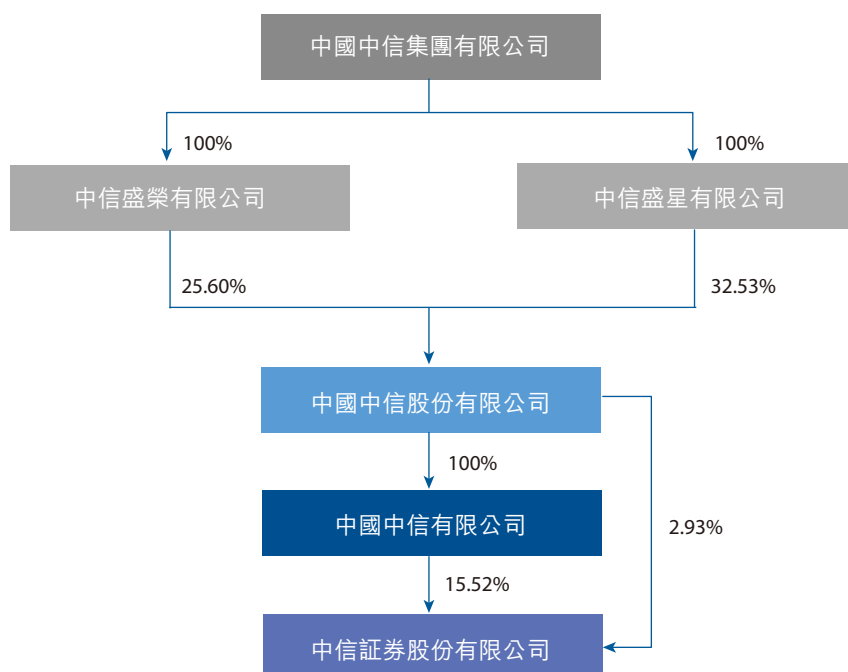 中國中信集團有限公司
100%
100%
中信盛榮有限公司
中信盛星有限公司
25.60%
32.53%
中國中信股份有限公司
100%
中國中信有限公司
2.93%
15.52%
中信証券股份有限公司